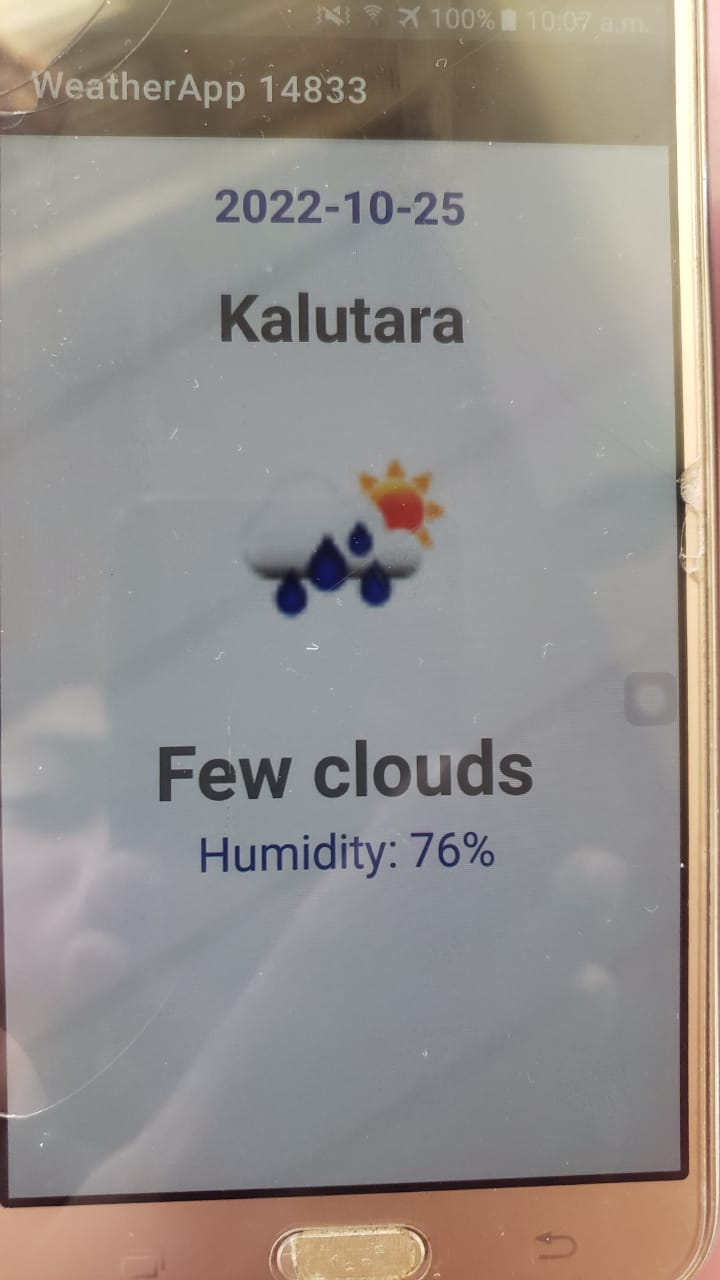 100% 10:07 a.m.
WeatherApp 14833
2022-10-25
Kalutara
Few clouds
Humidity: 76%